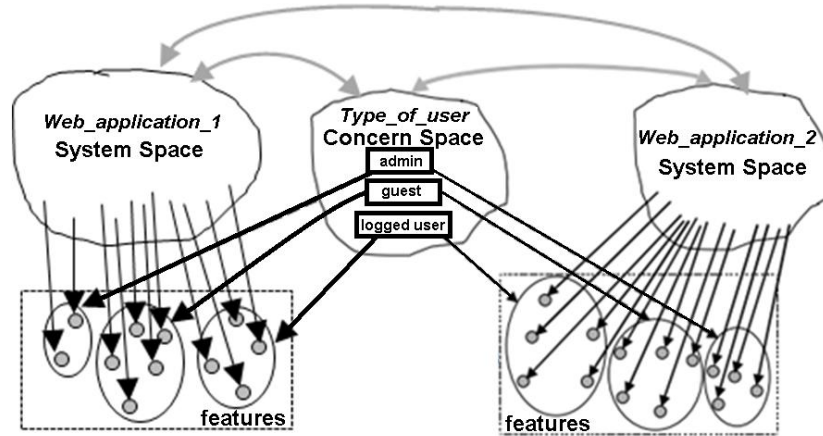 Web_application_1
System Space
Type_of_user
Concern Space
admin
guest
logged user
Web_application_2
System Space
features
features